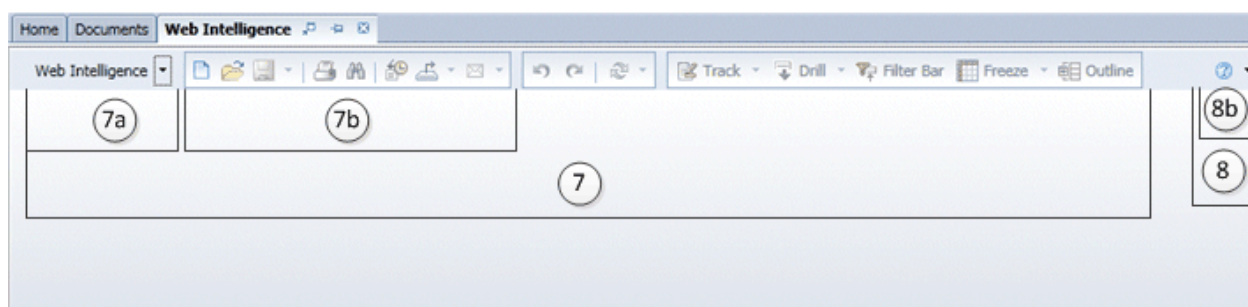 Home Documents Web Intelligence
Web Intelligence Track Drill Filter Bar Freeze Outline
7a 7b 8b
7 8